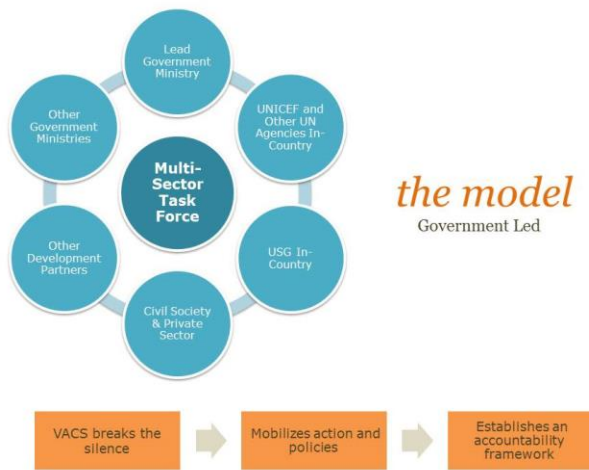 Lead
Government
Ministry
Other
Government
Ministries
UNICEF and
Other UN
Agencies In-
Country
Multi-
Sector
Task
Force
the model
Government Led
Other
Development
Partners
USG In-
Country
Civil Society
& Private
Sector
VACS breaks the
silence
Mobilizes action and
policies
Establishes an
accountability
framework